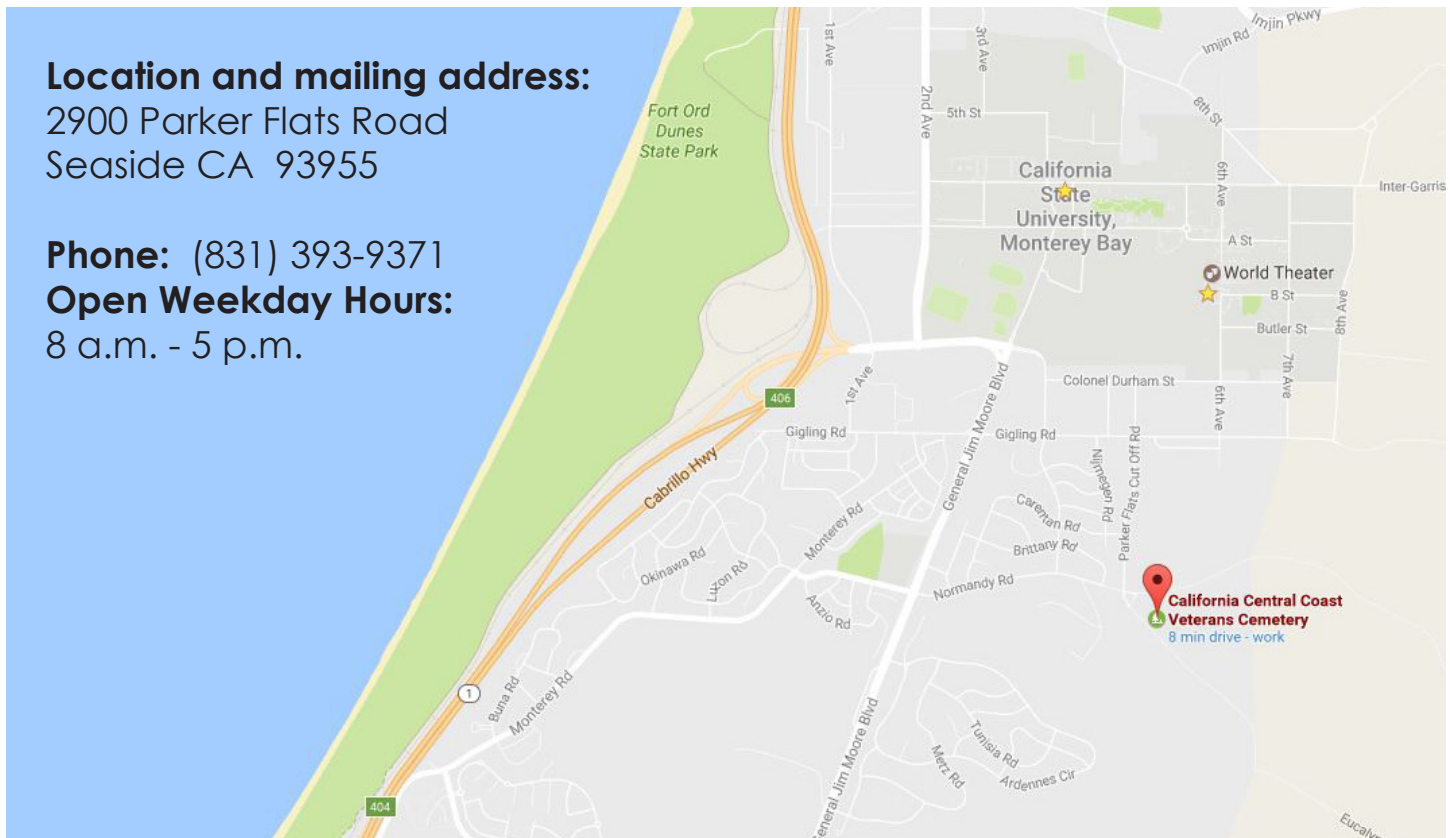 Location and mailing address:
2900 Parker Flats Road
Seaside CA  93955
Phone:  (831) 393-9371
Open Weekday Hours:
8 a.m. - 5 p.m.
Fort Ord
Dunes
State Park
1st Ave
2nd Ave
3rd Ave
5th St
Imjin Rd
Imjin Pkwy
8th St
6th Ave
Inter-Garris
California
State
University,
Monterey Bay
A St
World Theater
B St
Butler St
8th Ave
7th Ave
6th Ave
Colonel Durham St
1st Ave
406
Gigling Rd
Gigling Rd
General Jim Moore Blvd
Cabrillo Hwy
Nijmegen Rd
Parker Flats Cut Off Rd
Carentan Rd
Brittany Rd
Monterey Rd
Okinawa Rd
Luzon Rd
Anzio Rd
Normandy Rd
California Central Coast
Veterans Cemetery
8 min drive - work
1
Buna Rd
Monterey Rd
General Jim Moore Blvd
Tunisia Rd
Metz Rd
Ardennes Cir
404